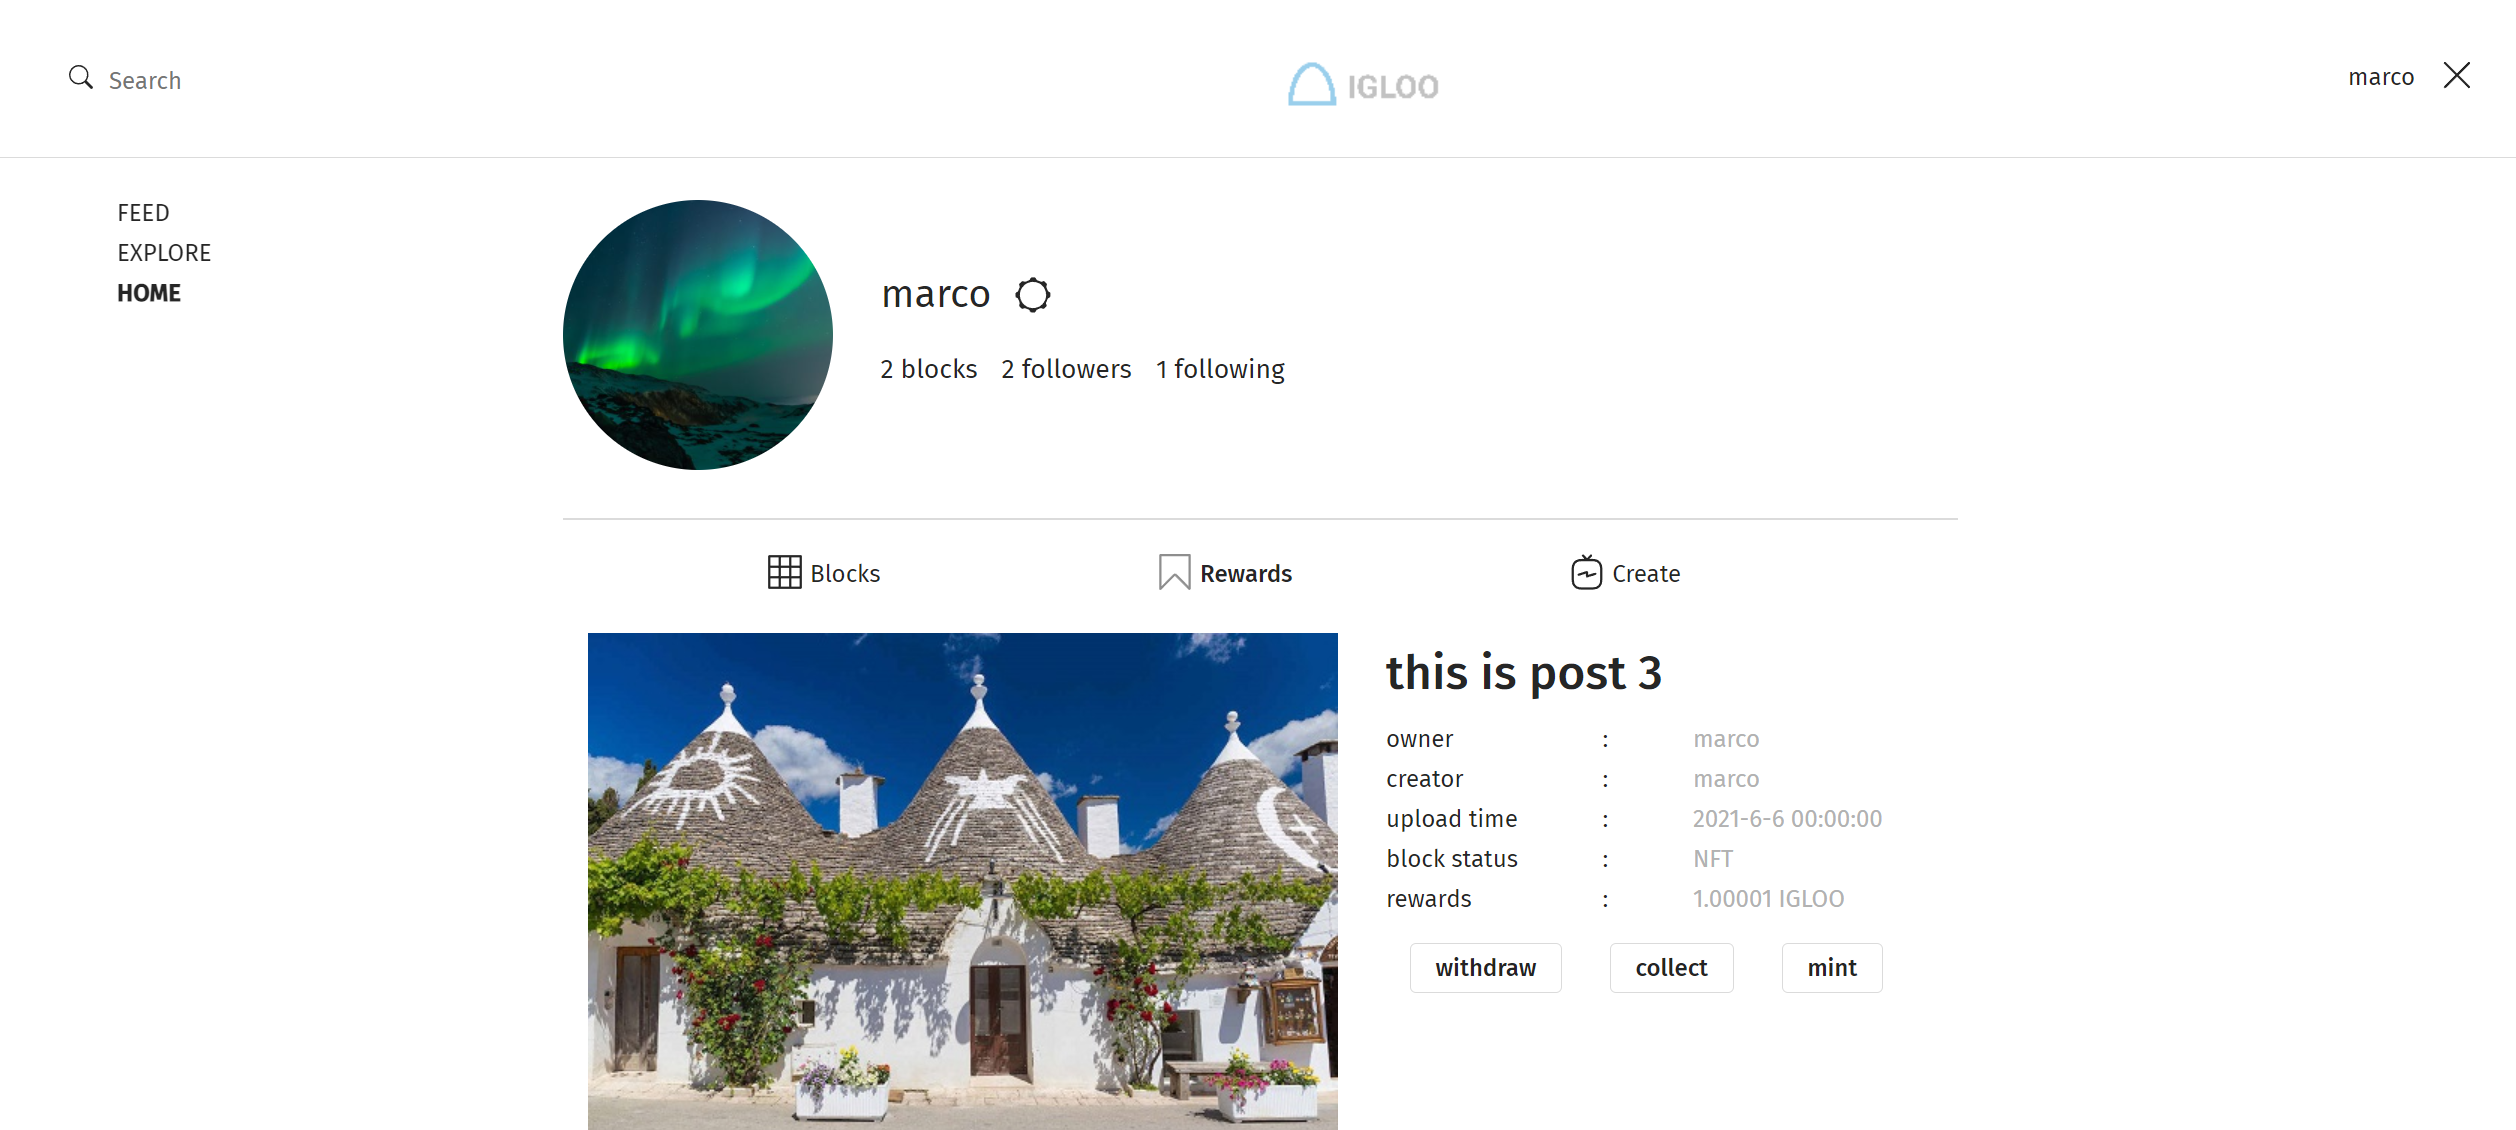 Search
IGLOO
marco
FEED
EXPLORE
HOME
marco
2 blocks 2 followers 1 following
Blocks Rewards Create
this is post 3
owner : marco
creator : marco
upload time : 2021-6-6 00:00:00
block status : NFT
rewards : 1.00001 IGLOO
withdraw collect mint